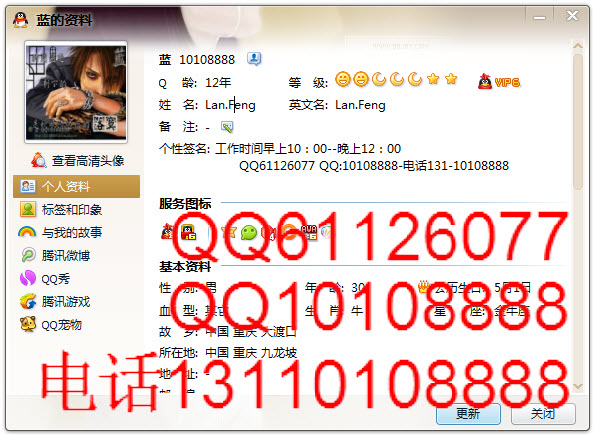 蓝的资料
蓝 10108888
Q 龄: 12年 等 级:
VIP6
姓 名: Lan.Feng 英文名: Lan.Feng
备 注: -
个性签名: 工作时间早上10：00--晚上12：00
QQ61126077 QQ:10108888-电话131-10108888
查看高清头像
个人资料
标签和印象
与我的故事
腾讯微博
QQ秀
腾讯游戏
QQ宠物
服务图标
QQ61126077
基本资料
性 别: 男 年 龄: 30 公历生日: 5月1日
QQ10108888
血 型: 其它 生 肖: 牛 星 座: 金牛座
故 乡: 中国 重庆 大渡口
所在地: 中国 重庆 九龙坡
电话13110108888
地 址: -
更新 关闭